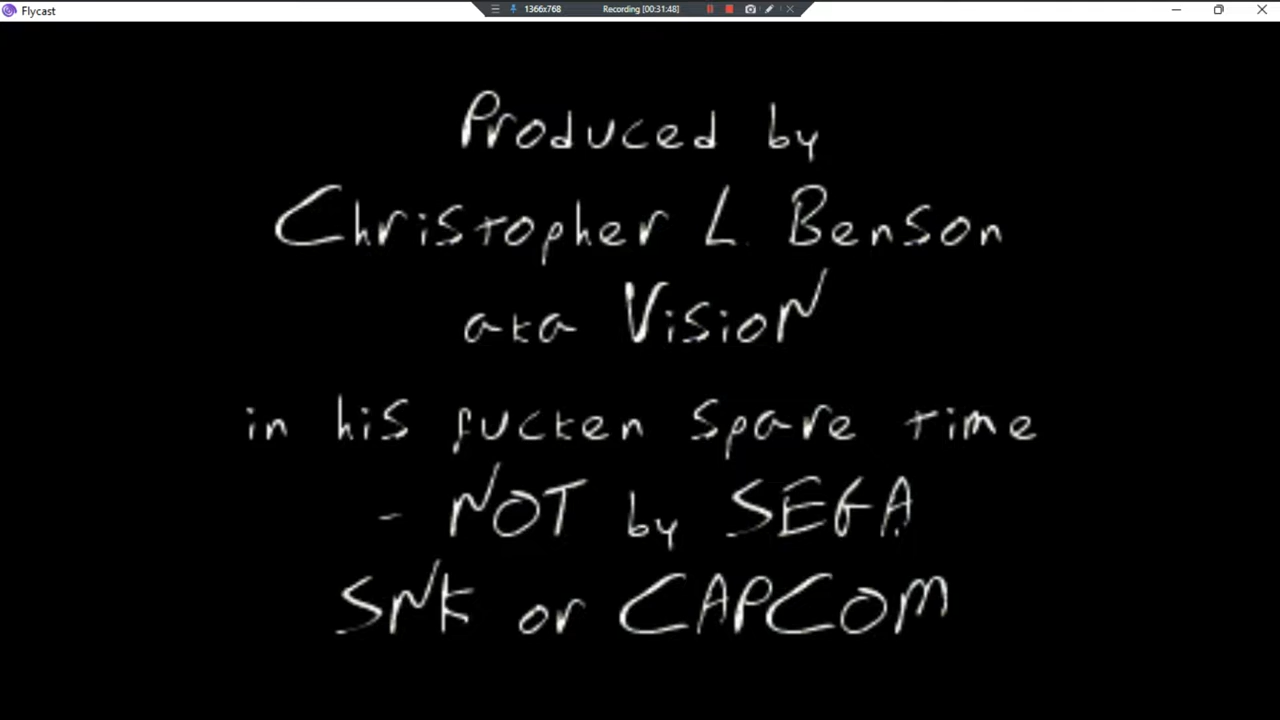 Flycast
1366x768
Recording [00:31:48]
Produced by
Christopher L. Benson
aka VisioN
in his fucken spare time
- NOT by SEGA
SNK or CAPCOM